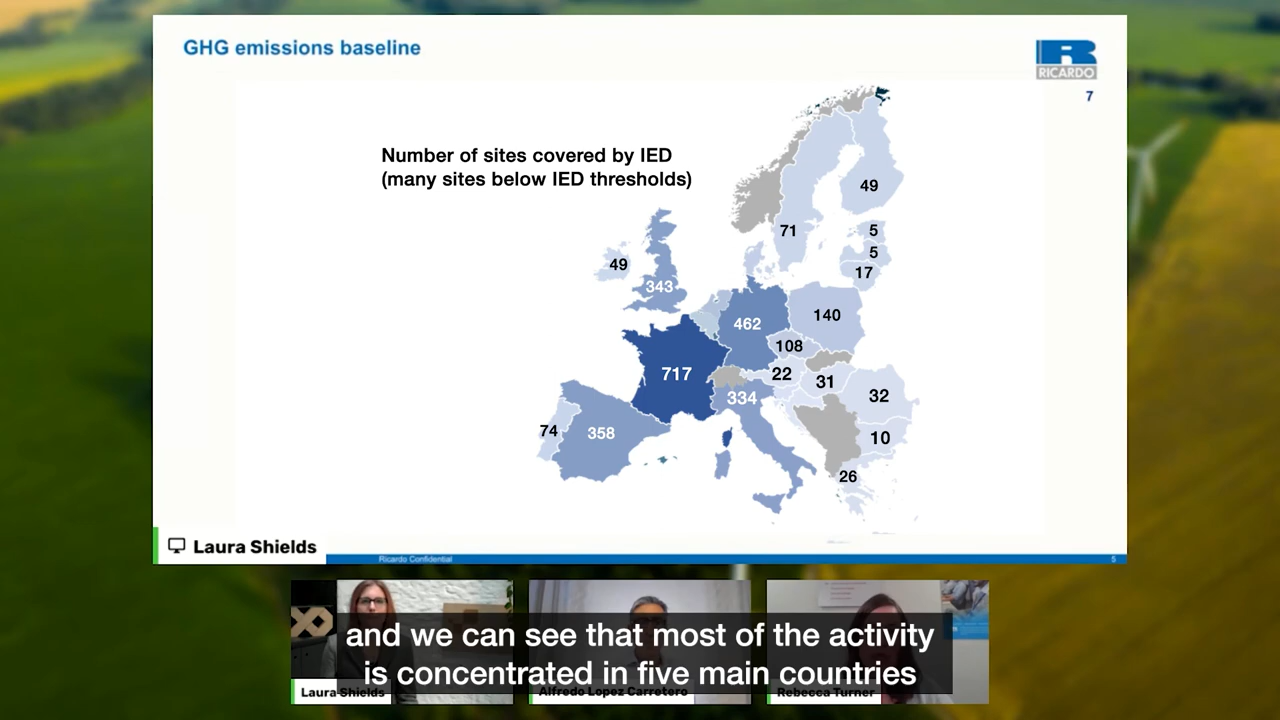 GHG emissions baseline
RICARDO
7
Number of sites covered by IED
(many sites below IED thresholds)
49
71
5
5
17
49
343
462
140
108
717
22
31
334
32
74
358
10
26
Laura Shields
Ricardo Confidential
5
and we can see that most of the activity
is concentrated in five main countries
Laura Shields
Alfredo Lopez Carretero
Rebecca Turner